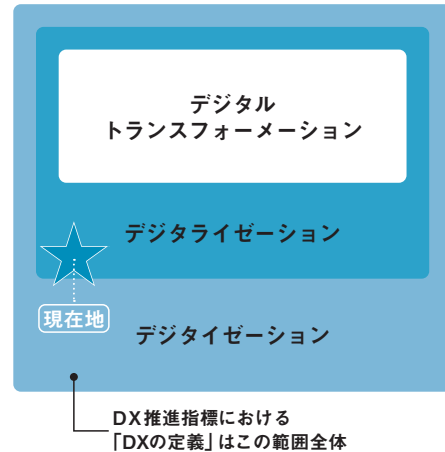 デジタル
トランスフォーメーション
デジタライゼーション
現在地
デジタイゼーション
DX推進指標における
「DXの定義」はこの範囲全体